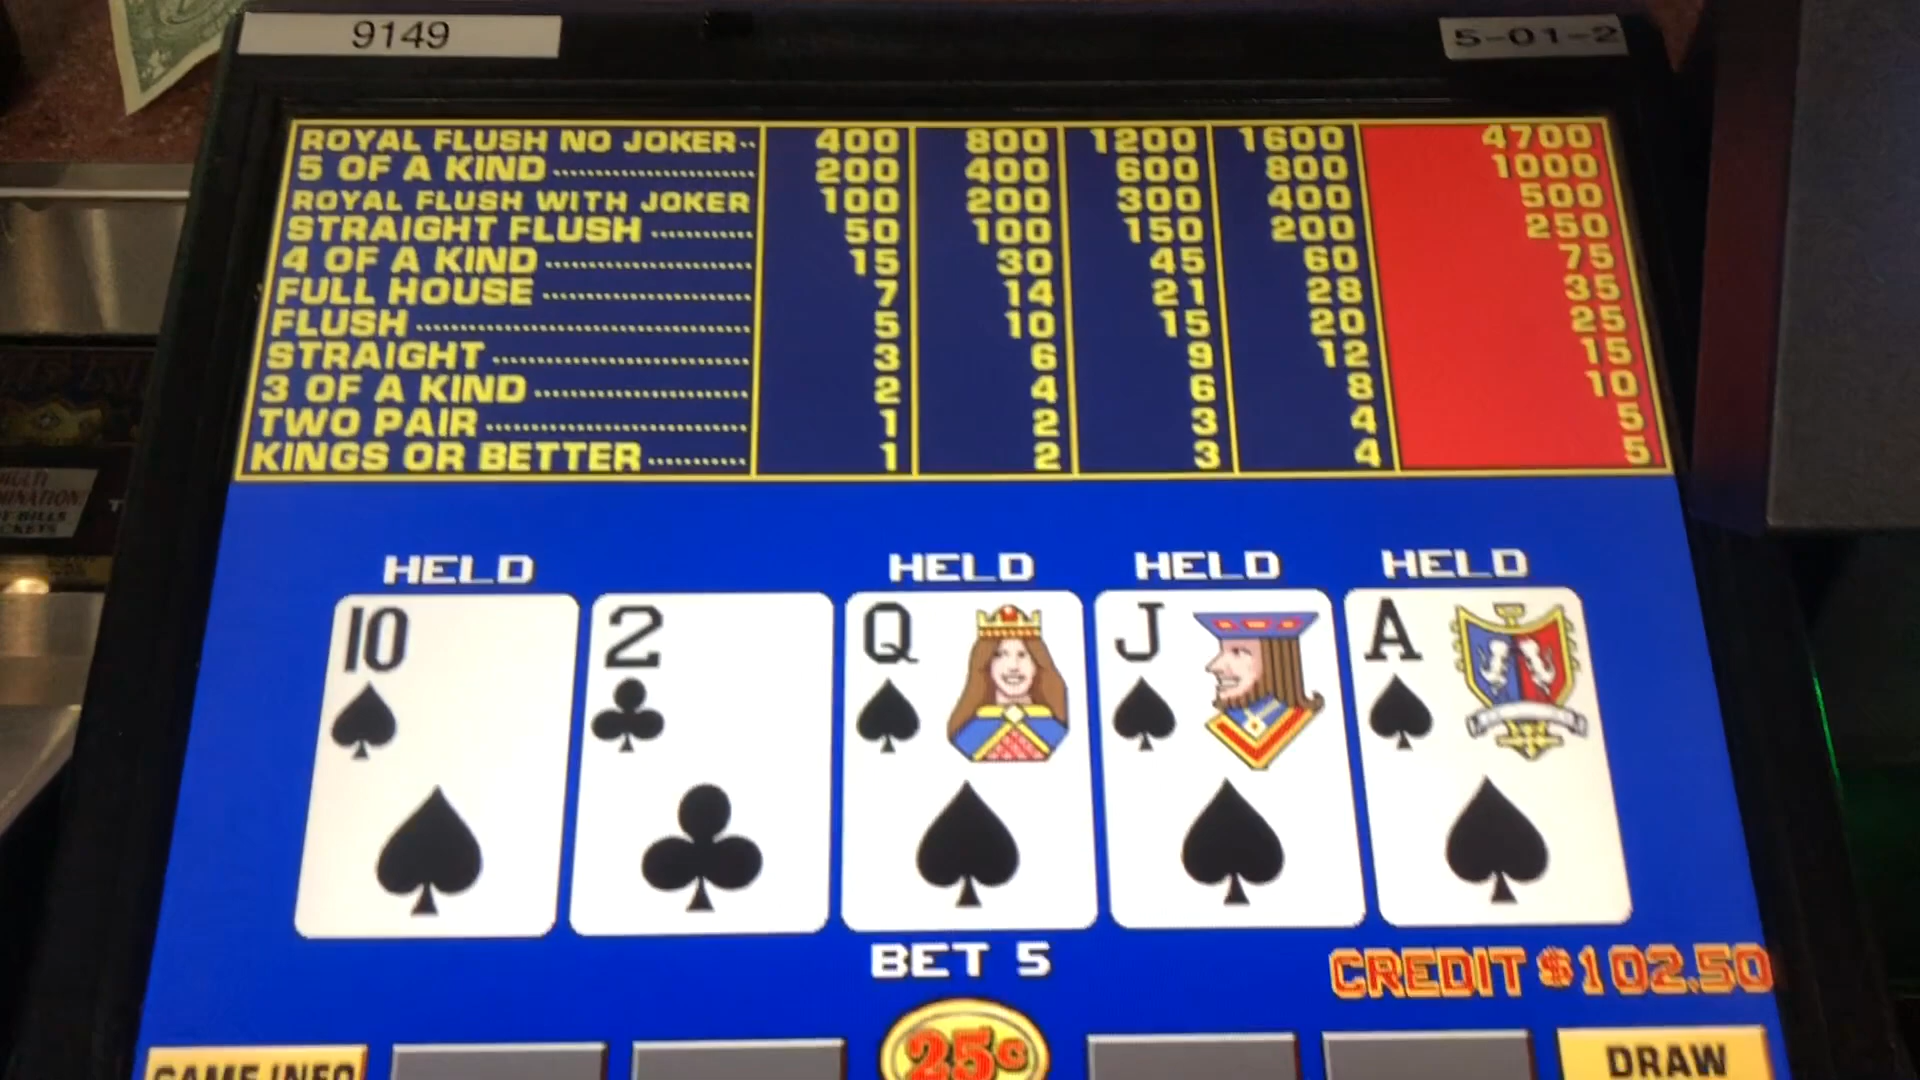 9149
5-01-2
ROYAL FLUSH NO JOKER·· 400 800 1200 1600 4700
5 OF A KIND 200 400 600 800 1000
ROYAL FLUSH WITH JOKER 100 200 300 400 500
STRAIGHT FLUSH 50 100 150 200 250
4 OF A KIND 15 30 45 60 75
FULL HOUSE 7 14 21 28 35
FLUSH 5 10 15 20 25
STRAIGHT 3 6 9 12 15
3 OF A KIND 2 4 6 8 10
TWO PAIR 1 2 3 4 5
KINGS OR BETTER 1 2 3 4 5
HELD HELD HELD HELD
10 2 Q J A
BET 5
CREDIT $102.50
25¢
GAME INFO
DRAW